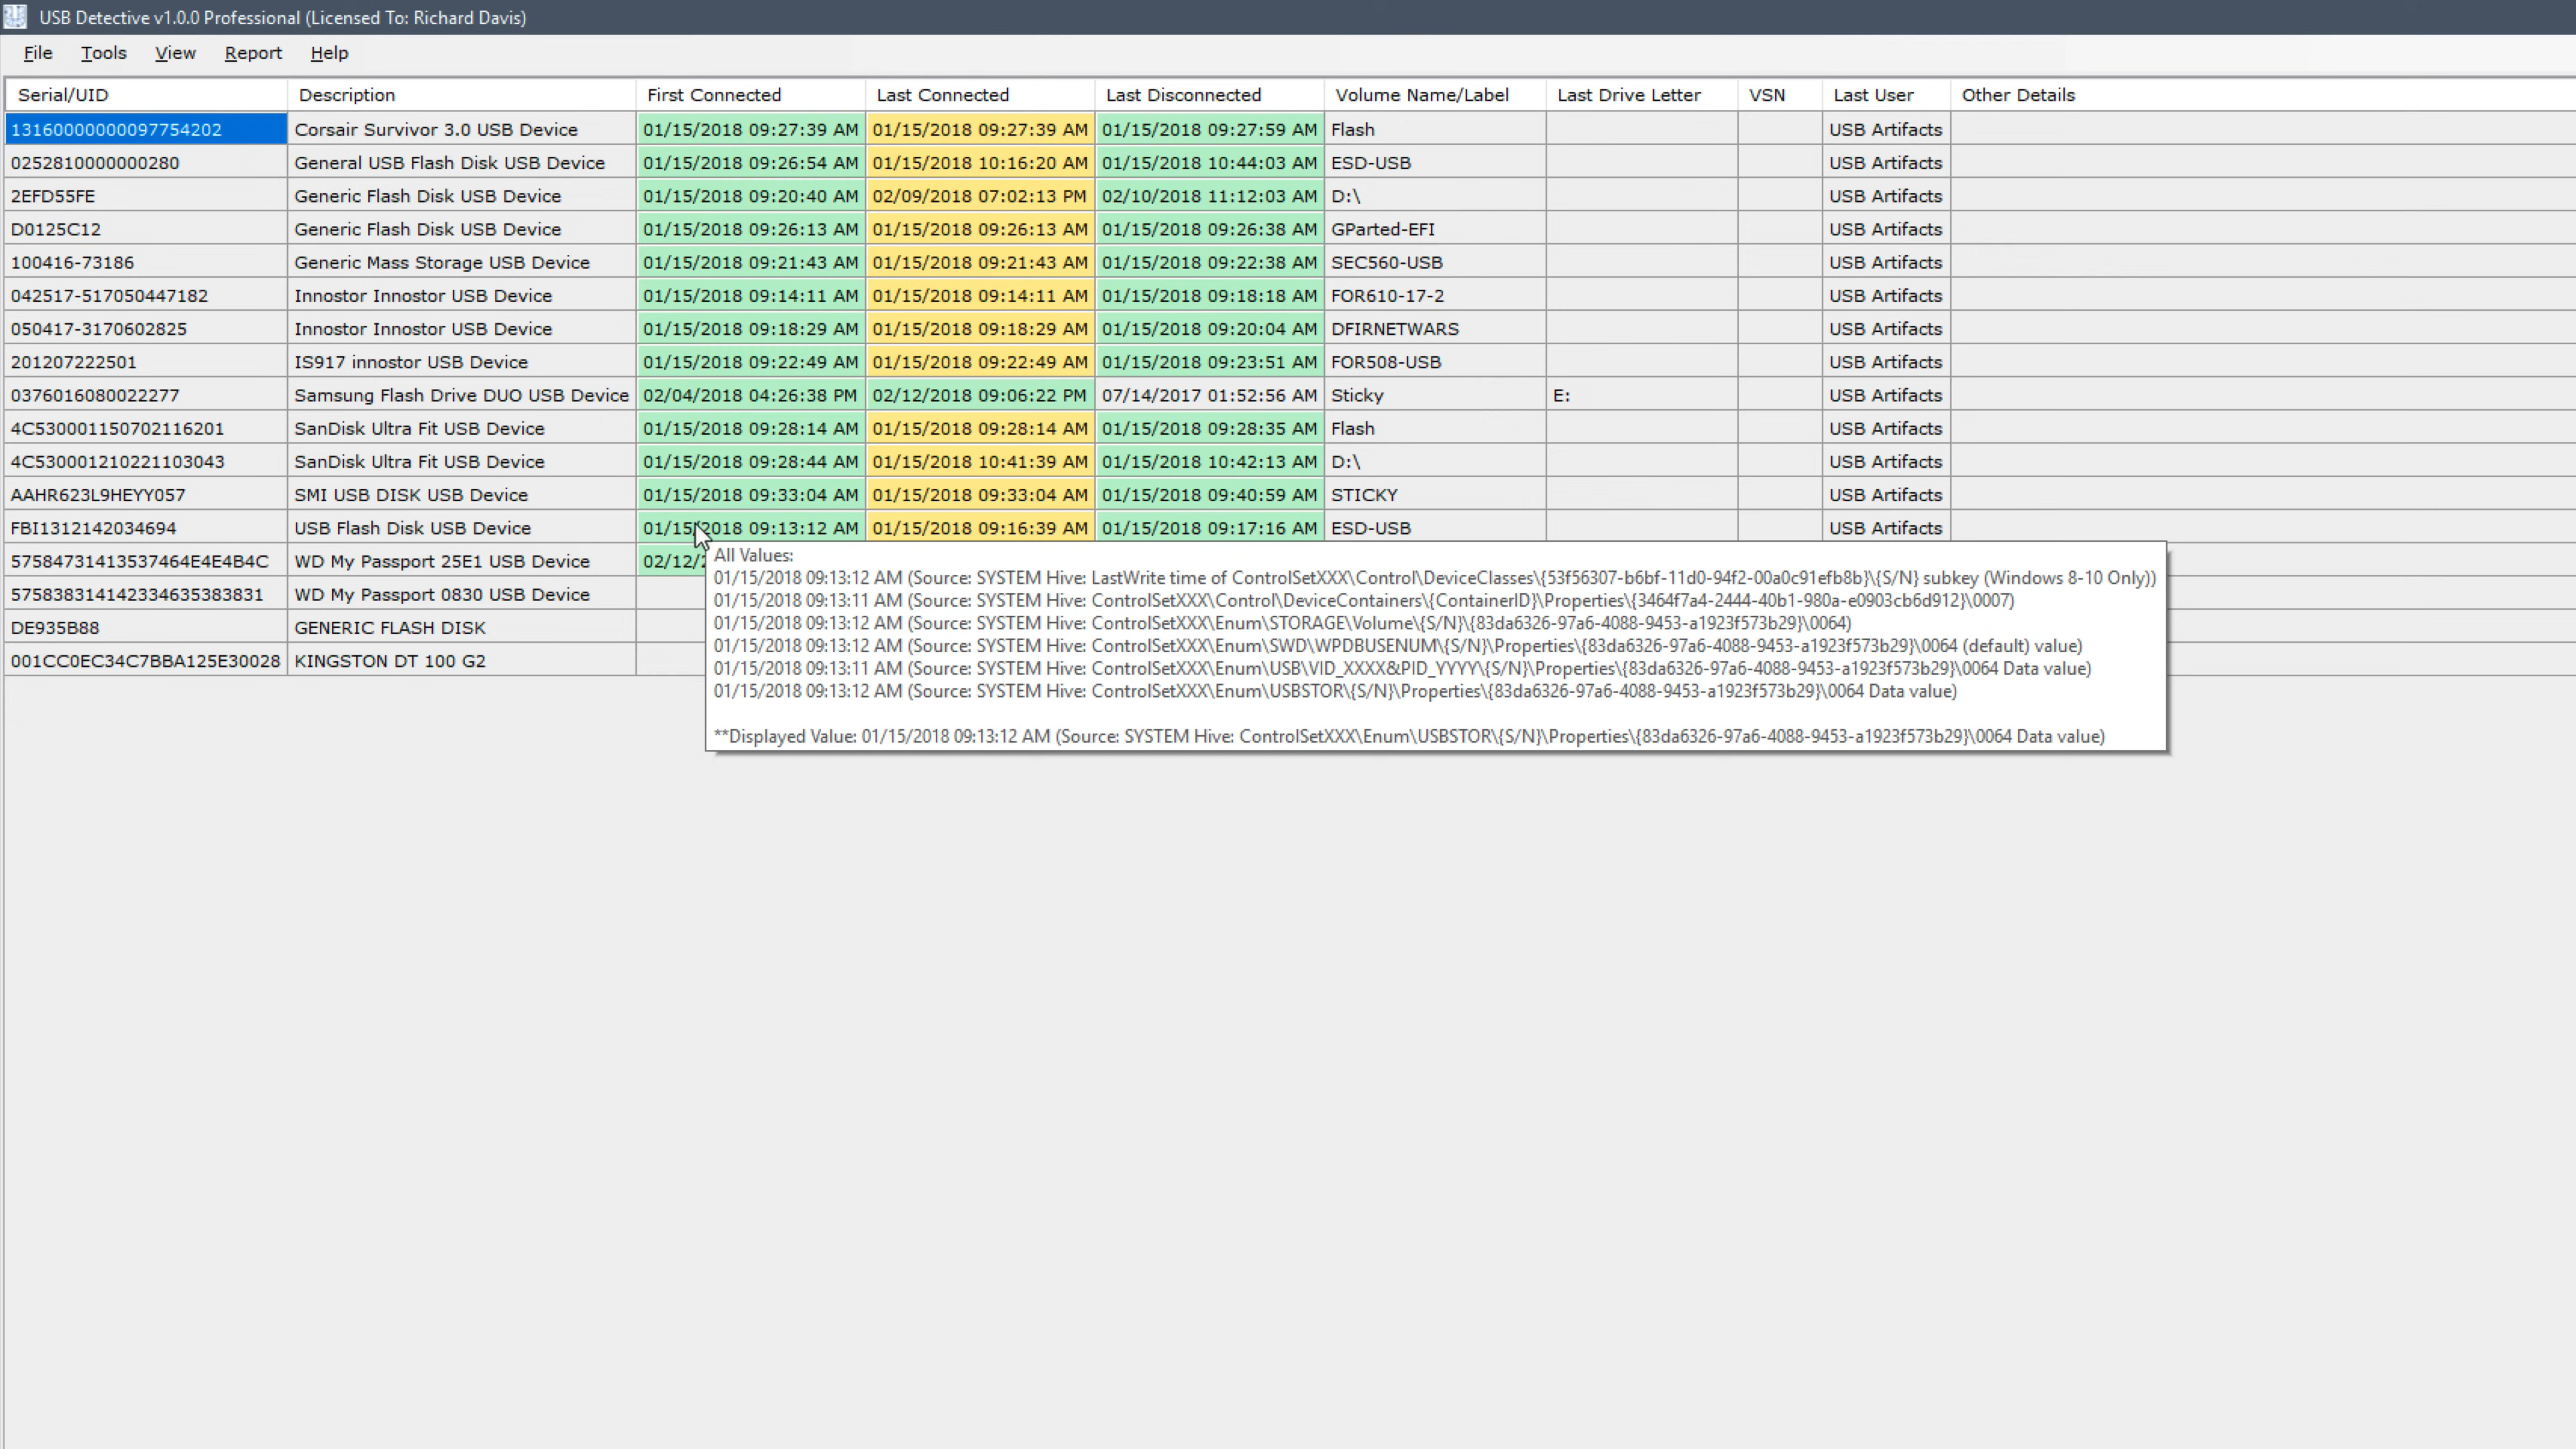 USB Detective v1.0.0 Professional (Licensed To: Richard Davis)
File Tools View Report Help
Serial/UID Description First Connected Last Connected Last Disconnected Volume Name/Label Last Drive Letter VSN Last User Other Details
13160000000097754202 Corsair Survivor 3.0 USB Device 01/15/2018 09:27:39 AM 01/15/2018 09:27:39 AM 01/15/2018 09:27:59 AM Flash USB Artifacts
0252810000000280 General USB Flash Disk USB Device 01/15/2018 09:26:54 AM 01/15/2018 10:16:20 AM 01/15/2018 10:44:03 AM ESD-USB USB Artifacts
2EFD55FE Generic Flash Disk USB Device 01/15/2018 09:20:40 AM 02/09/2018 07:02:13 PM 02/10/2018 11:12:03 AM D:\ USB Artifacts
D0125C12 Generic Flash Disk USB Device 01/15/2018 09:26:13 AM 01/15/2018 09:26:13 AM 01/15/2018 09:26:38 AM GParted-EFI USB Artifacts
100416-73186 Generic Mass Storage USB Device 01/15/2018 09:21:43 AM 01/15/2018 09:21:43 AM 01/15/2018 09:22:38 AM SEC560-USB USB Artifacts
042517-517050447182 Innostor Innostor USB Device 01/15/2018 09:14:11 AM 01/15/2018 09:14:11 AM 01/15/2018 09:18:18 AM FOR610-17-2 USB Artifacts
050417-3170602825 Innostor Innostor USB Device 01/15/2018 09:18:29 AM 01/15/2018 09:18:29 AM 01/15/2018 09:20:04 AM DFIRNETWARS USB Artifacts
201207222501 IS917 innostor USB Device 01/15/2018 09:22:49 AM 01/15/2018 09:22:49 AM 01/15/2018 09:23:51 AM FOR508-USB USB Artifacts
0376016080022277 Samsung Flash Drive DUO USB Device 02/04/2018 04:26:38 PM 02/12/2018 09:06:22 PM 07/14/2017 01:52:56 AM Sticky E: USB Artifacts
4C530001150702116201 SanDisk Ultra Fit USB Device 01/15/2018 09:28:14 AM 01/15/2018 09:28:14 AM 01/15/2018 09:28:35 AM Flash USB Artifacts
4C530001210221103043 SanDisk Ultra Fit USB Device 01/15/2018 09:28:44 AM 01/15/2018 10:41:39 AM 01/15/2018 10:42:13 AM D:\ USB Artifacts
AAHR623L9HEYY057 SMI USB DISK USB Device 01/15/2018 09:33:04 AM 01/15/2018 09:33:04 AM 01/15/2018 09:40:59 AM STICKY USB Artifacts
FBI1312142034694 USB Flash Disk USB Device 01/15/2018 09:13:12 AM 01/15/2018 09:16:39 AM 01/15/2018 09:17:16 AM ESD-USB USB Artifacts
57584731413537464E4E4B4C WD My Passport 25E1 USB Device 02/12/2
575838314142334635383831 WD My Passport 0830 USB Device
DE935B88 GENERIC FLASH DISK
001CC0EC34C7BBA125E30028 KINGSTON DT 100 G2
All Values:
01/15/2018 09:13:12 AM (Source: SYSTEM Hive: LastWrite time of ControlSetXXX\Control\DeviceClasses\{53f56307-b6bf-11d0-94f2-00a0c91efb8b}\{S/N} subkey (Windows 8-10 Only))
01/15/2018 09:13:11 AM (Source: SYSTEM Hive: ControlSetXXX\Control\DeviceContainers\{ContainerID}\Properties\{3464f7a4-2444-40b1-980a-e0903cb6d912}\0007)
01/15/2018 09:13:12 AM (Source: SYSTEM Hive: ControlSetXXX\Enum\STORAGE\Volume\{S/N}\{83da6326-97a6-4088-9453-a1923f573b29}\0064)
01/15/2018 09:13:12 AM (Source: SYSTEM Hive: ControlSetXXX\Enum\SWD\WPDBUSENUM\{S/N}\Properties\{83da6326-97a6-4088-9453-a1923f573b29}\0064 (default) value)
01/15/2018 09:13:11 AM (Source: SYSTEM Hive: ControlSetXXX\Enum\USB\VID_XXXX&PID_YYYY\{S/N}\Properties\{83da6326-97a6-4088-9453-a1923f573b29}\0064 Data value)
01/15/2018 09:13:12 AM (Source: SYSTEM Hive: ControlSetXXX\Enum\USBSTOR\{S/N}\Properties\{83da6326-97a6-4088-9453-a1923f573b29}\0064 Data value)
**Displayed Value: 01/15/2018 09:13:12 AM (Source: SYSTEM Hive: ControlSetXXX\Enum\USBSTOR\{S/N}\Properties\{83da6326-97a6-4088-9453-a1923f573b29}\0064 Data value)